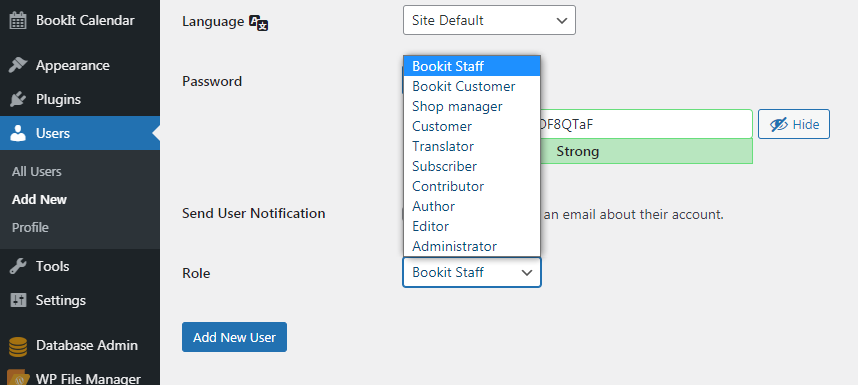 BookIt Calendar
Appearance
Plugins
Users
All Users
Add New
Profile
Tools
Settings
Database Admin
WP File Manager
Language
Site Default
Password
Bookit Staff
Bookit Customer
Shop manager
Customer
Translator
Subscriber
Contributor
Author
Editor
Administrator
Hide
Strong
Send User Notification
an email about their account.
Role
Bookit Staff
Add New User